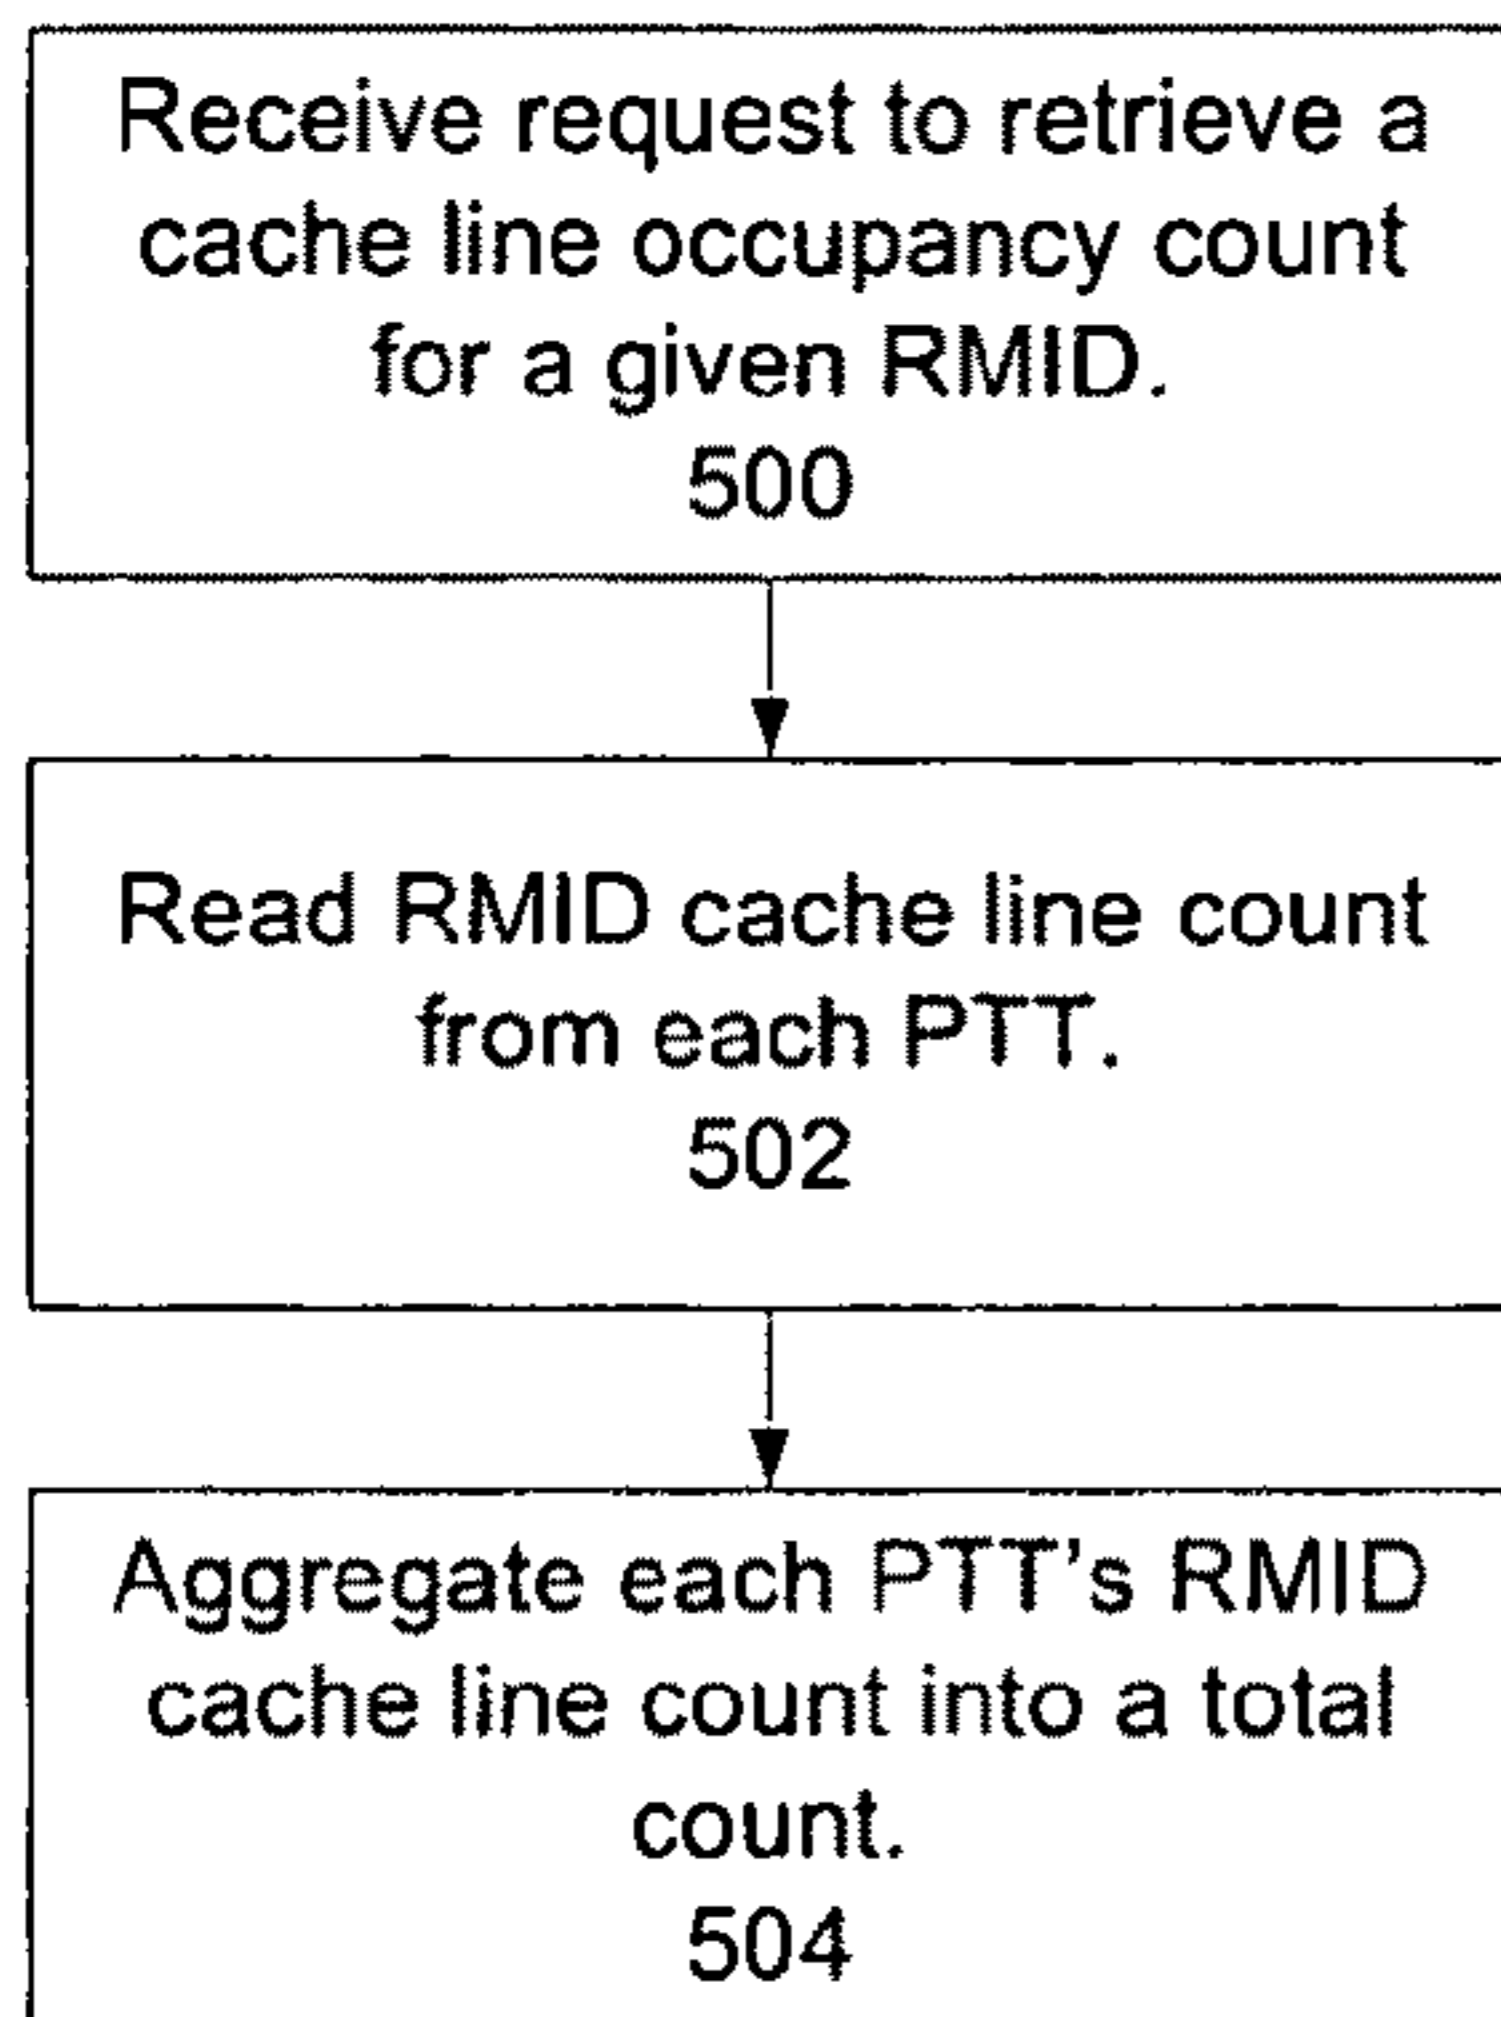 Receive request to retrieve a
cache line occupancy count
for a given RMID.
500
Read RMID cache line count
from each PTT.
502
Aggregate each PTT's RMID
cache line count into a total
count.
504